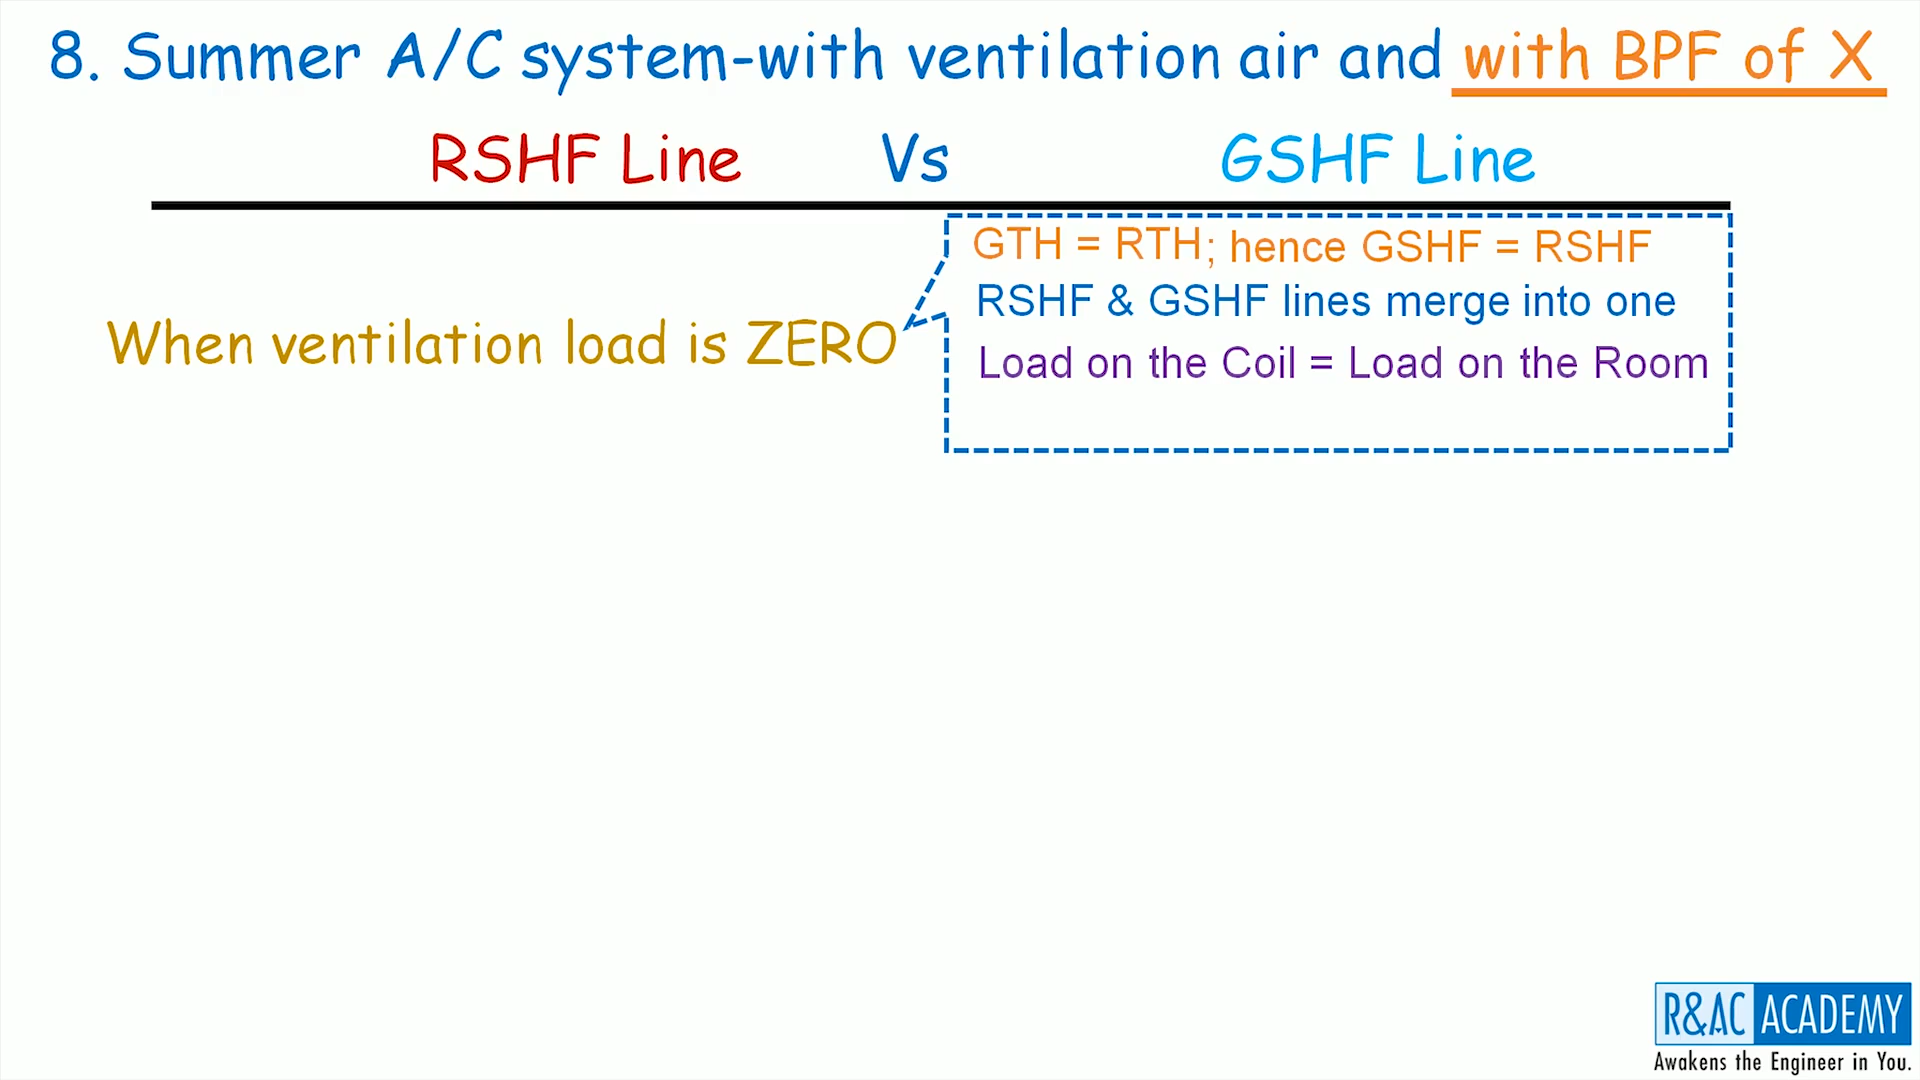 8. Summer A/C system-with ventilation air and with BPF of X
RSHF Line Vs GSHF Line
GTH = RTH; hence GSHF = RSHF
RSHF & GSHF lines merge into one
When ventilation load is ZERO
Load on the Coil = Load on the Room
R&AC ACADEMY
Awakens the Engineer in You.